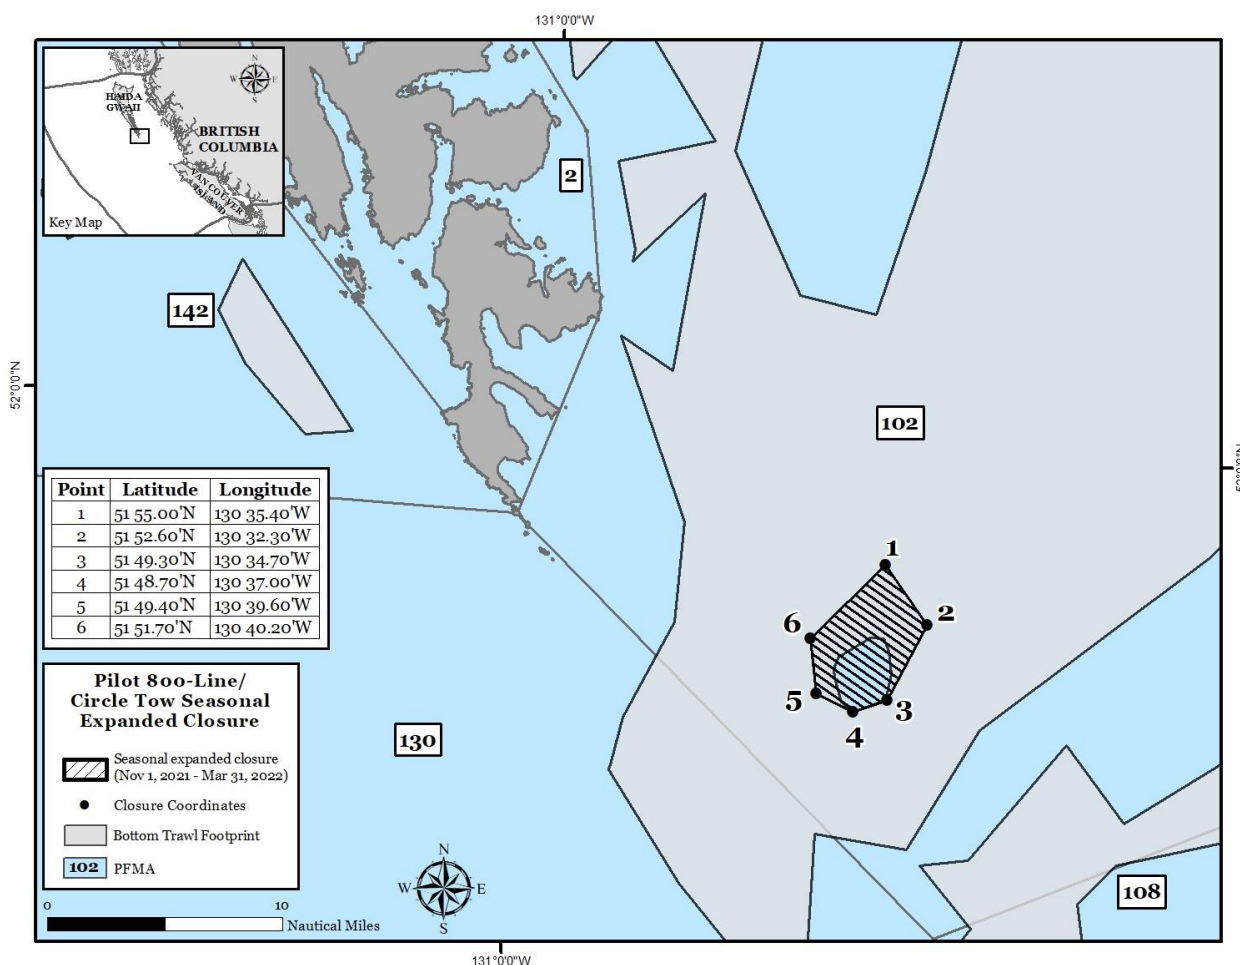 131°0'0"W
N
W E
S
HAIDA
GWAII
BRITISH
COLUMBIA
VANCOUVER
ISLAND
Key Map
2
142
52°0'0"N
102
52°0'0"N
Point Latitude Longitude
1 51 55.00'N 130 35.40'W
2 51 52.60'N 130 32.30'W
3 51 49.30'N 130 34.70'W
4 51 48.70'N 130 37.00'W
5 51 49.40'N 130 39.60'W
6 51 51.70'N 130 40.20'W
1
2
6
5
3
4
Pilot 800-Line/
Circle Tow Seasonal
Expanded Closure
Seasonal expanded closure
(Nov 1, 2021 - Mar 31, 2022)
Closure Coordinates
Bottom Trawl Footprint
102 PFMA
130
N
W E
S
108
0 10
Nautical Miles
131°0'0"W